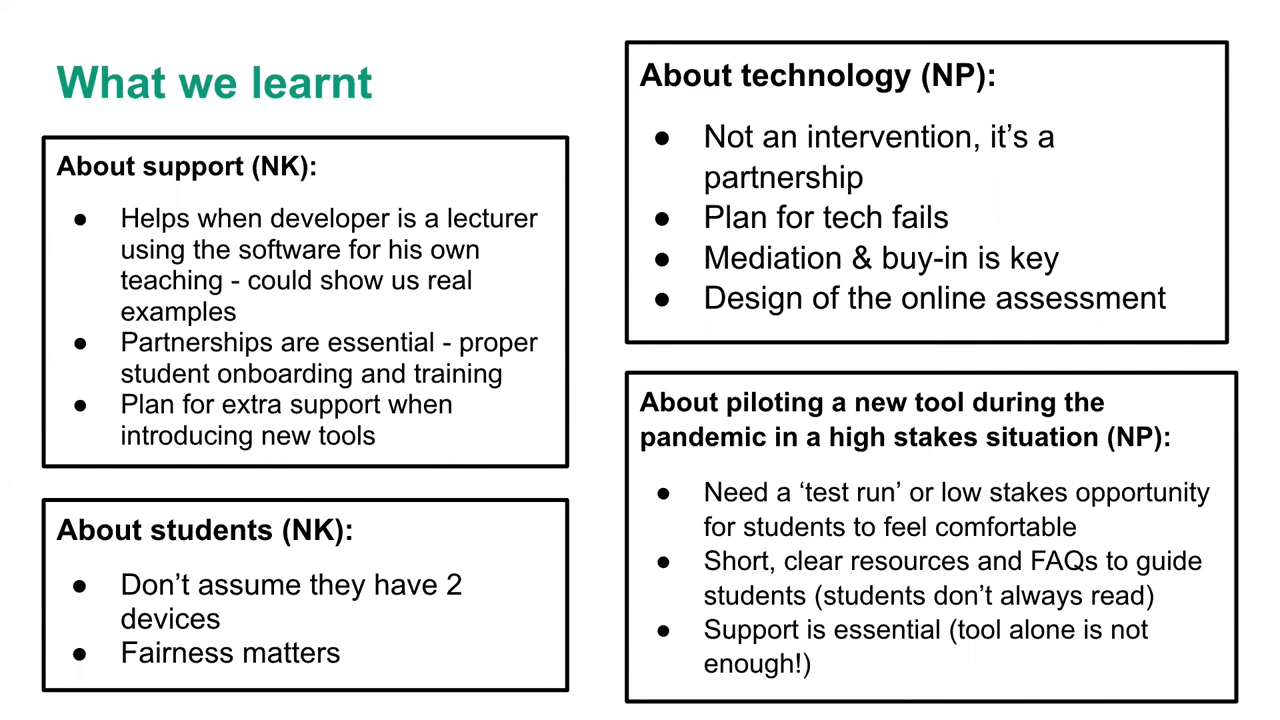 What we learnt
About support (NK):
● Helps when developer is a lecturer
using the software for his own
teaching - could show us real
examples
● Partnerships are essential - proper
student onboarding and training
● Plan for extra support when
introducing new tools
About students (NK):
● Don’t assume they have 2
devices
● Fairness matters
About technology (NP):
● Not an intervention, it’s a
partnership
● Plan for tech fails
● Mediation & buy-in is key
● Design of the online assessment
About piloting a new tool during the
pandemic in a high stakes situation (NP):
● Need a ‘test run’ or low stakes opportunity
for students to feel comfortable
● Short, clear resources and FAQs to guide
students (students don’t always read)
● Support is essential (tool alone is not
enough!)